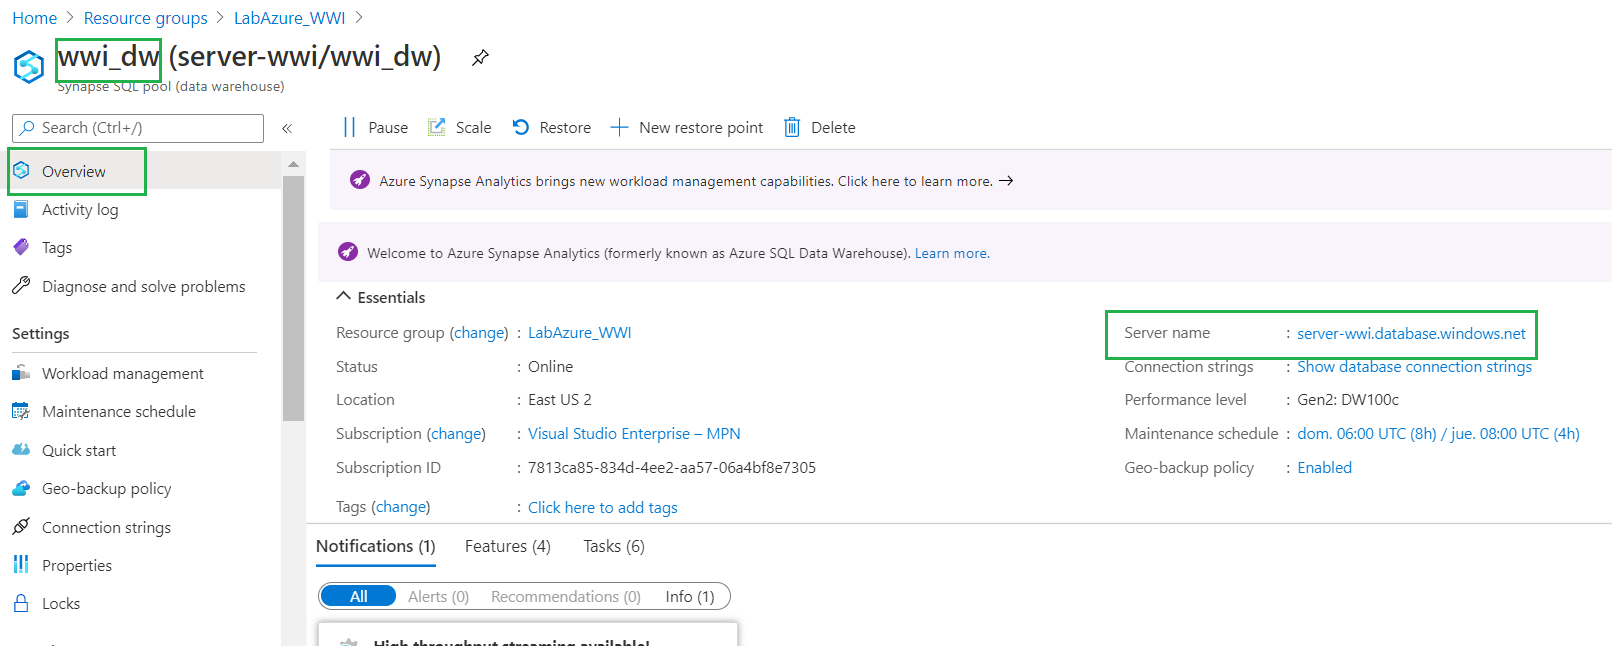 Home > Resource groups > LabAzure_WWI >
wwi_dw (server-wwi/wwi_dw)
Synapse SQL pool (data warehouse)
Search (Ctrl+/)
«
Pause
Scale
Restore
New restore point
Delete
Overview
Activity log
Tags
Diagnose and solve problems
Settings
Workload management
Maintenance schedule
Quick start
Geo-backup policy
Connection strings
Properties
Locks
Azure Synapse Analytics brings new workload management capabilities. Click here to learn more. →
Welcome to Azure Synapse Analytics (formerly known as Azure SQL Data Warehouse). Learn more.
Essentials
Resource group (change) : LabAzure_WWI
Status : Online
Location : East US 2
Subscription (change) : Visual Studio Enterprise – MPN
Subscription ID : 7813ca85-834d-4ee2-aa57-06a4bf8e7305
Tags (change) : Click here to add tags
Server name : server-wwi.database.windows.net
Connection strings : Show database connection strings
Performance level : Gen2: DW100c
Maintenance schedule : dom. 06:00 UTC (8h) / jue. 08:00 UTC (4h)
Geo-backup policy : Enabled
Notifications (1)
Features (4)
Tasks (6)
All
Alerts (0)
Recommendations (0)
Info (1)
High throughput streaming available!